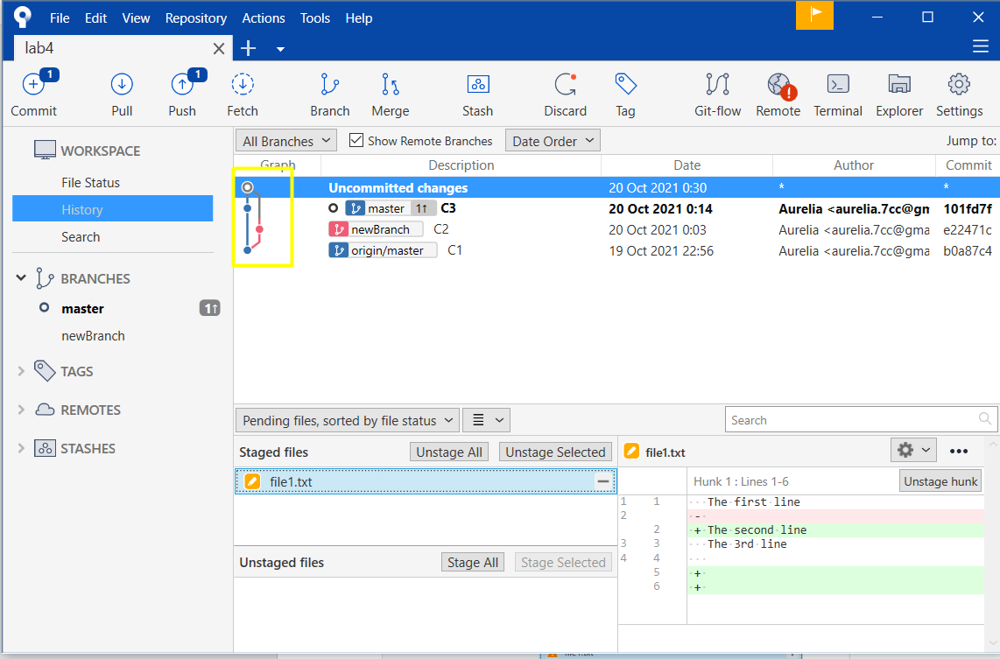 File Edit View Repository Actions Tools Help
lab4
1 1
Commit Pull Push Fetch Branch Merge Stash Discard Tag Git-flow Remote Terminal Explorer Settings
WORKSPACE
File Status
History
Search
BRANCHES
master 1↑
newBranch
TAGS
REMOTES
STASHES
All Branches Show Remote Branches Date Order Jump to:
Graph Description Date Author Commit
Uncommitted changes 20 Oct 2021 0:30 * *
master 1↑ C3 20 Oct 2021 0:14 Aurelia <aurelia.7cc@gm 101fd7f
newBranch C2 20 Oct 2021 0:03 Aurelia <aurelia.7cc@gma e22471c
origin/master C1 19 Oct 2021 22:56 Aurelia <aurelia.7cc@gma b0a87c4
Pending files, sorted by file status Search
Staged files Unstage All Unstage Selected
file1.txt
Unstaged files Stage All Stage Selected
file1.txt
Hunk 1 : Lines 1-6 Unstage hunk
1 1 The first line
2 -
2 + The second line
3 3 The 3rd line
4 4
5 +
6 +
file1.txt